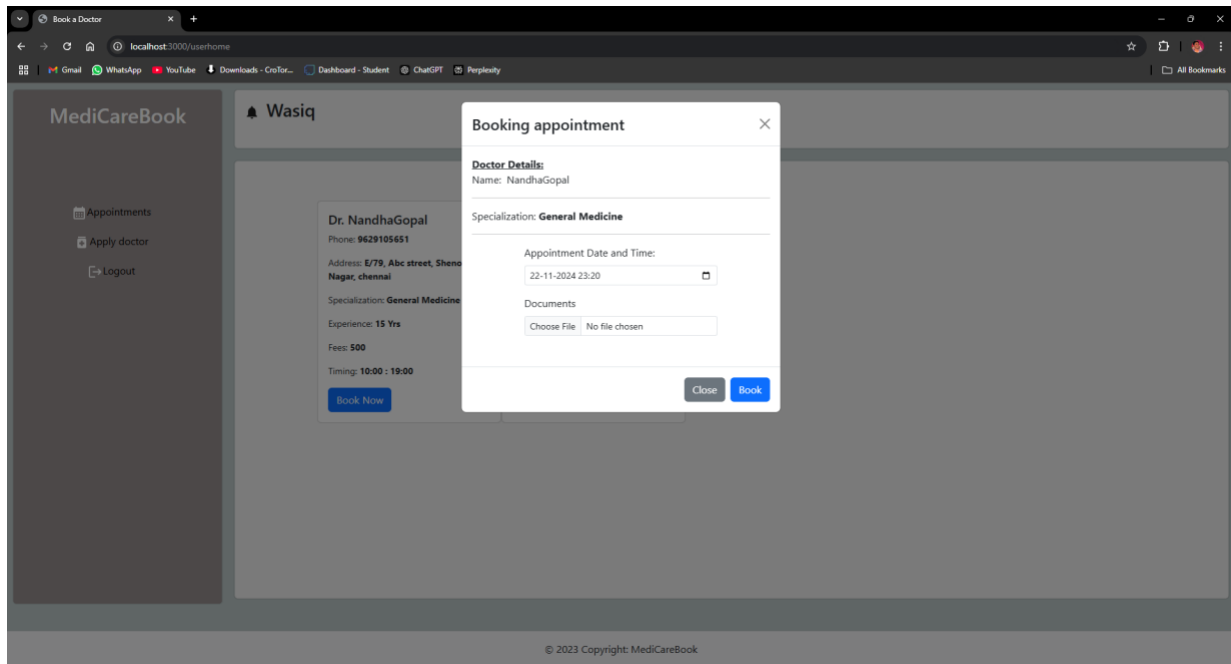 Book a Doctor
localhost:3000/userhome
Gmail WhatsApp YouTube Downloads - CroTor... Dashboard - Student ChatGPT Perplexity All Bookmarks
MediCareBook
Appointments
Apply doctor
Logout
Wasiq
Dr. NandhaGopal
Phone: 9629105651
Address: E/79, Abc street, Sheno
Nagar, chennai
Specialization: General Medicine
Experience: 15 Yrs
Fees: 500
Timing: 10:00 : 19:00
Book Now
Booking appointment
Doctor Details:
Name: NandhaGopal
Specialization: General Medicine
Appointment Date and Time:
22-11-2024 23:20
Documents
Choose File No file chosen
Close Book
© 2023 Copyright: MediCareBook